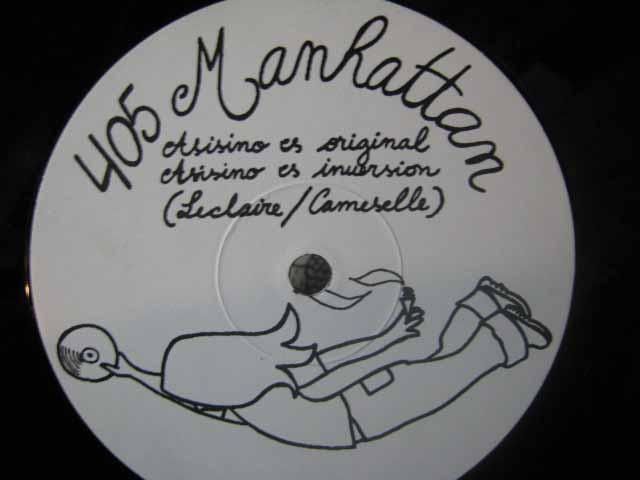 405 Manhattan
Asisino es original
Asisino es inversion
(Leclaire/Cameselle)